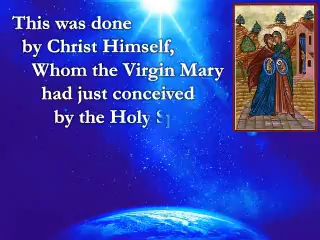 This was done
by Christ Himself,
Whom the Virgin Mary
had just conceived
by the Holy S